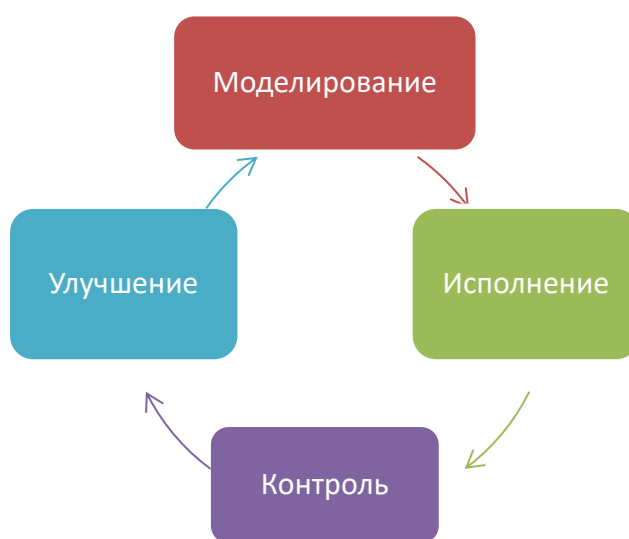 Моделирование
Исполнение
Контроль
Улучшение